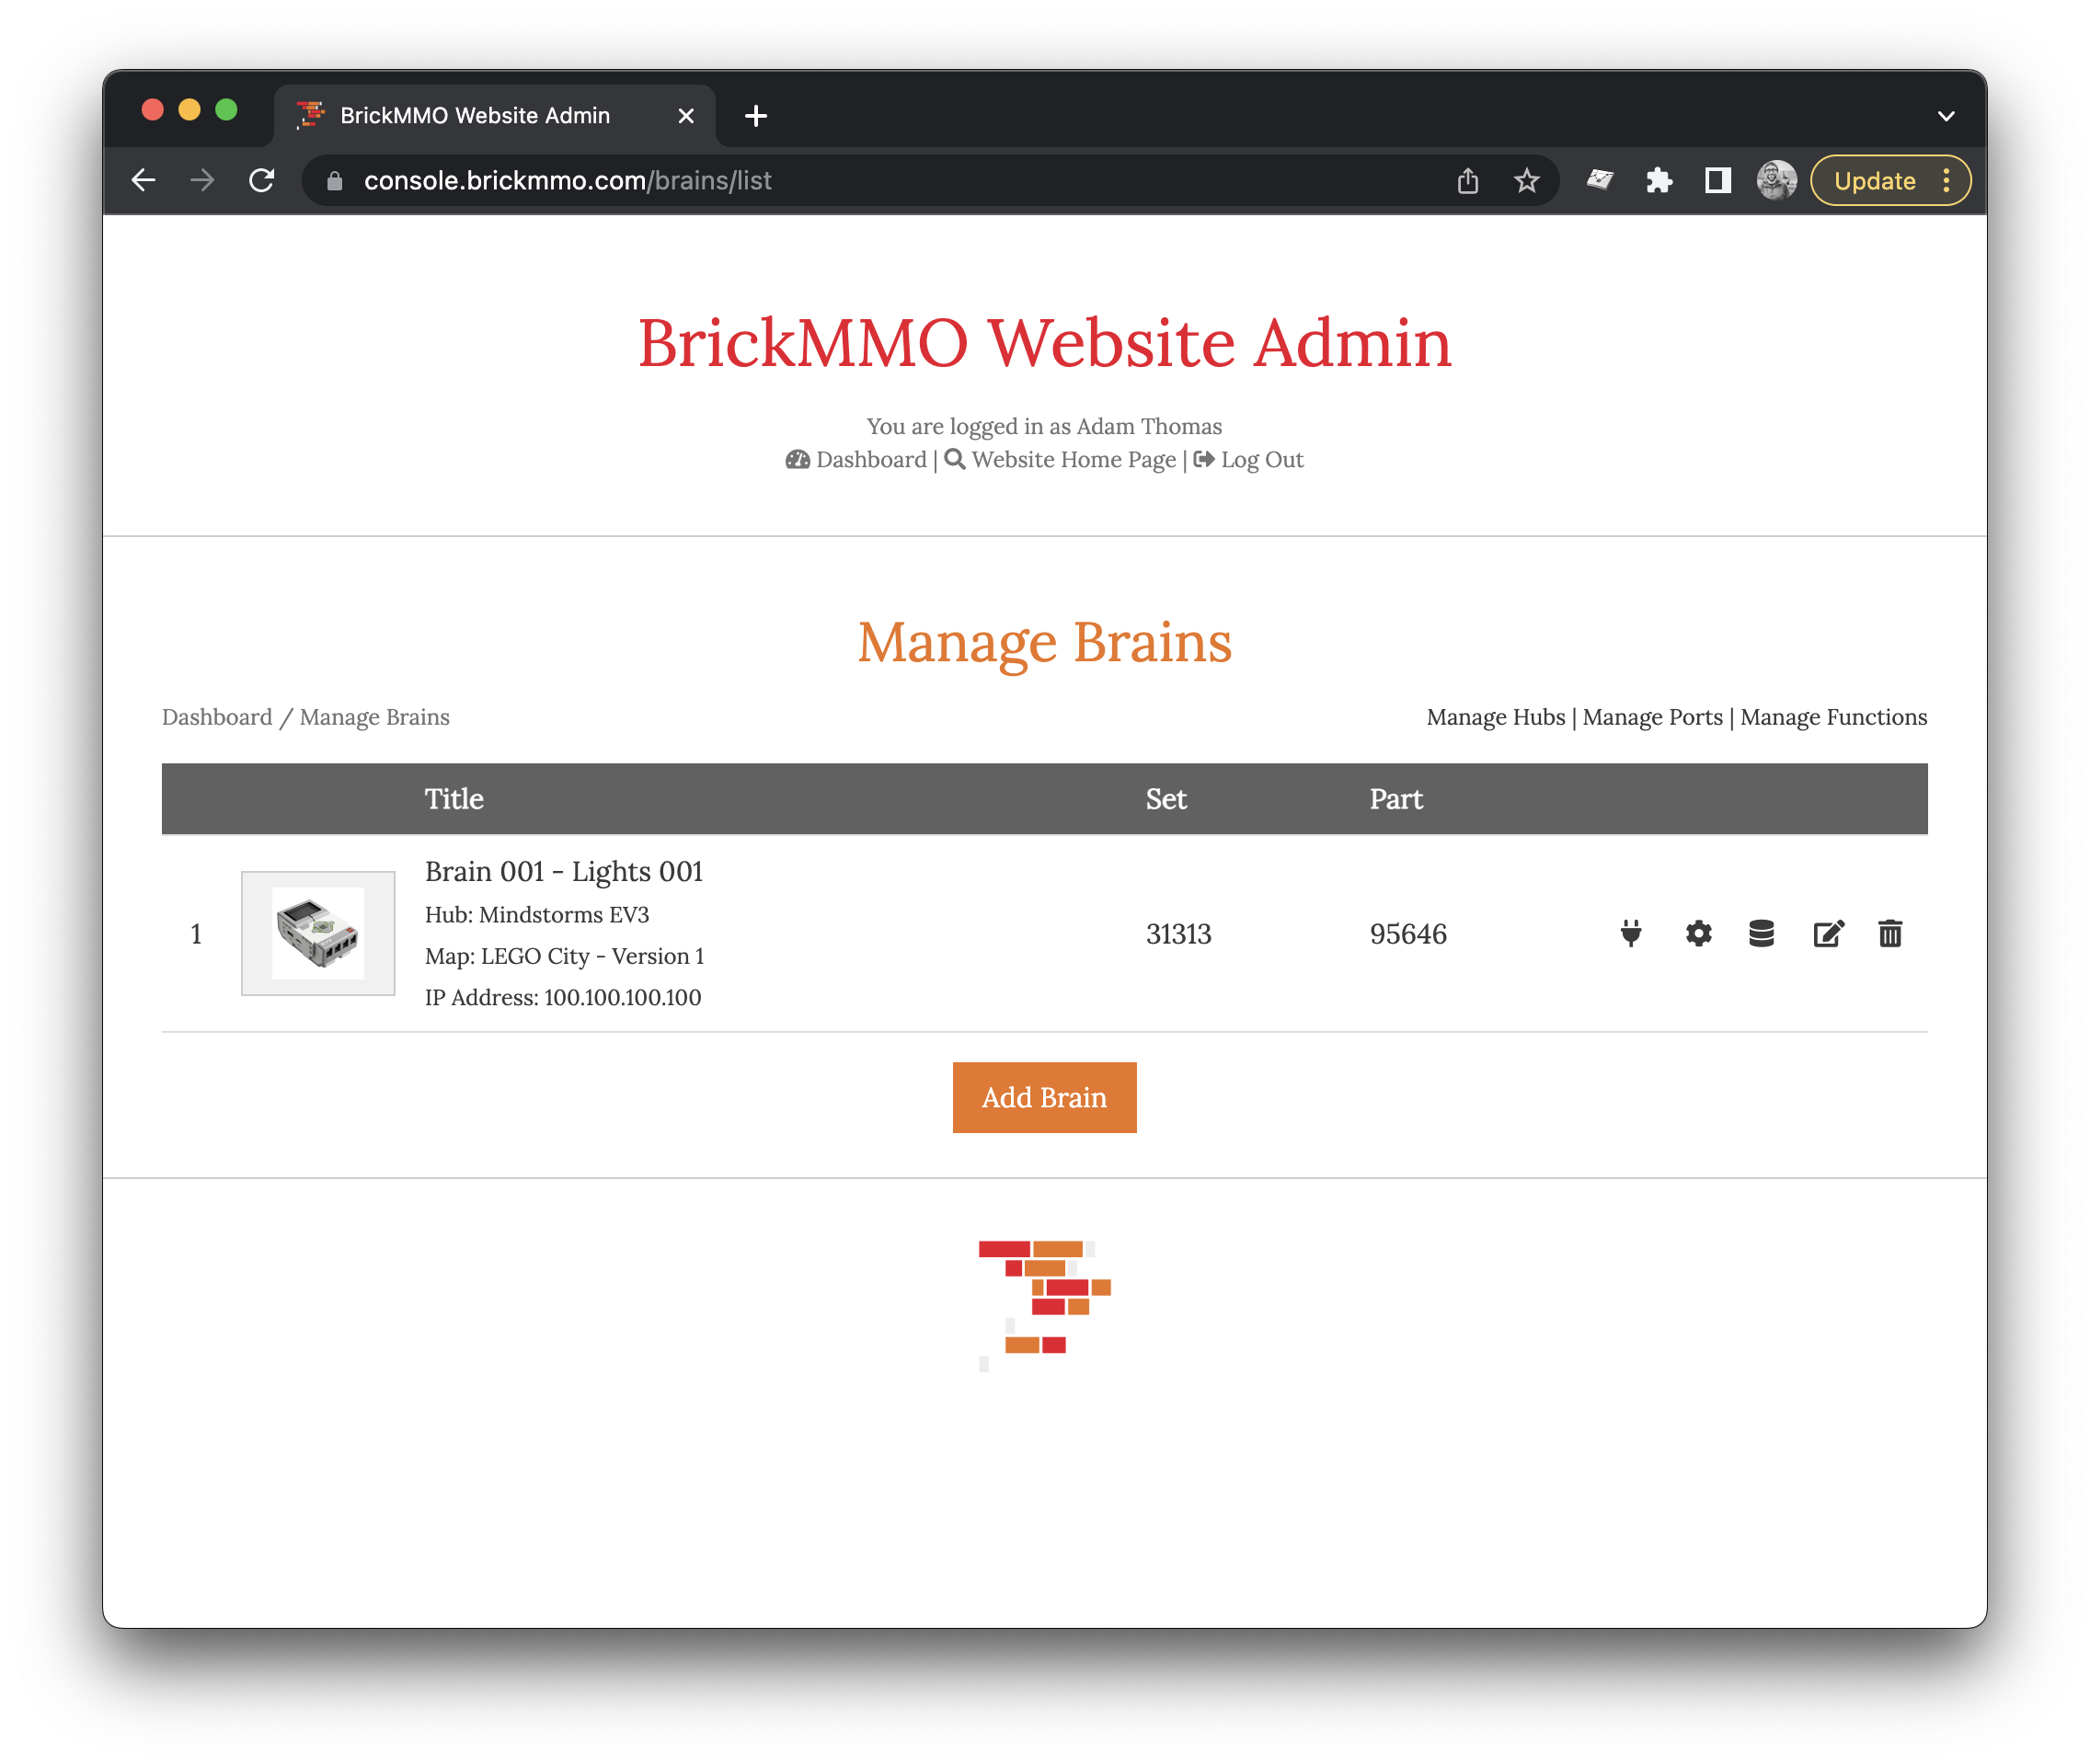 BrickMMO Website Admin
console.brickmmo.com/brains/list
Update
BrickMMO Website Admin
You are logged in as Adam Thomas
Dashboard | Website Home Page | Log Out
Manage Brains
Dashboard / Manage Brains
Manage Hubs | Manage Ports | Manage Functions
Title Set Part
Brain 001 - Lights 001
Hub: Mindstorms EV3
1 31313 95646
Map: LEGO City - Version 1
IP Address: 100.100.100.100
Add Brain